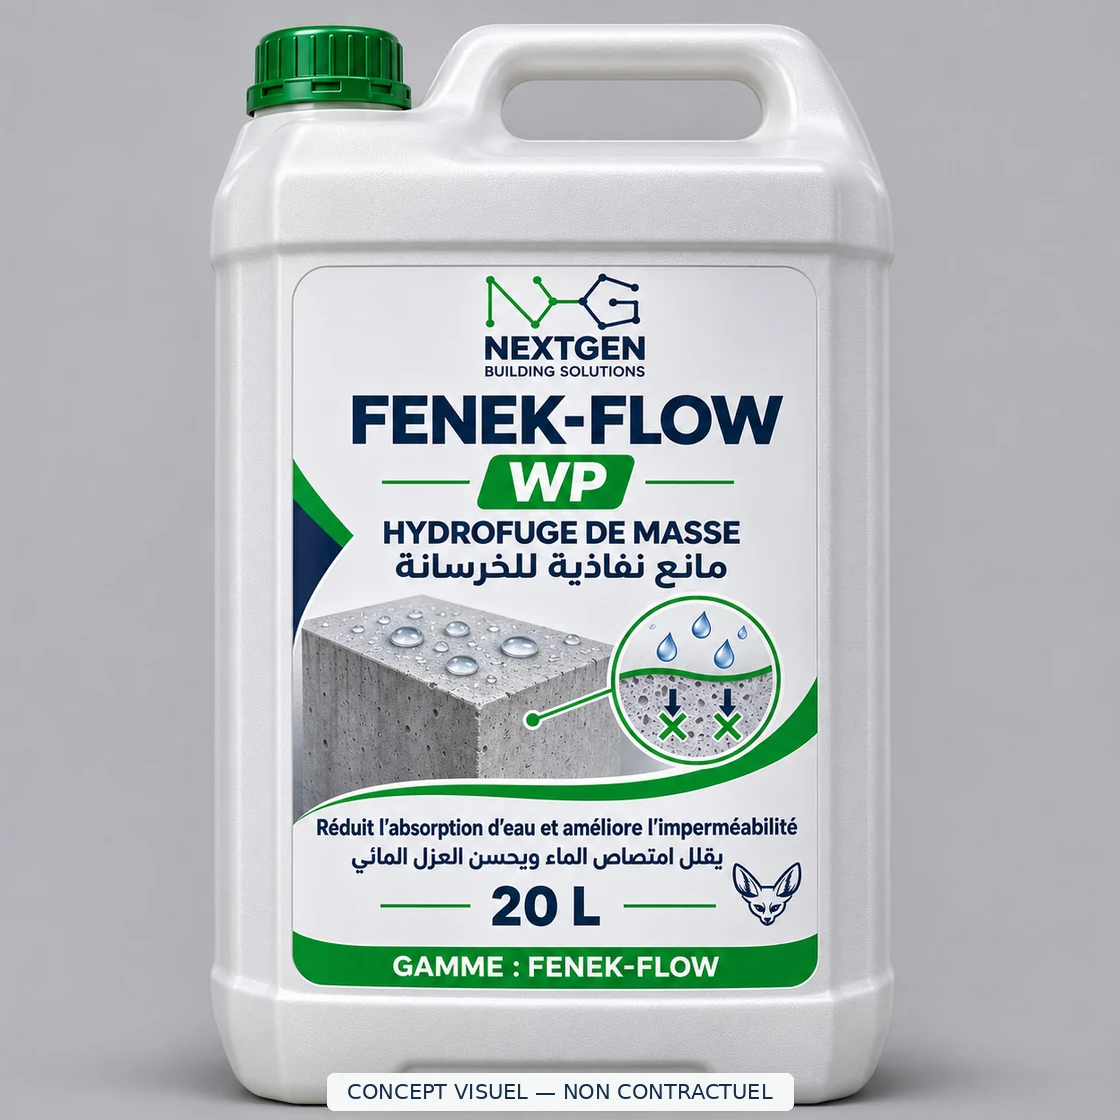 NG
NEXTGEN
BUILDING SOLUTIONS
FENEK-FLOW
WP
HYDROFUGE DE MASSE
مانع نفاذية للخرسانة
Réduit l'absorption d'eau et améliore l'imperméabilité
يقلل امتصاص الماء ويحسن العزل المائي
20 L
GAMME : FENEK-FLOW
CONCEPT VISUEL — NON CONTRACTUEL